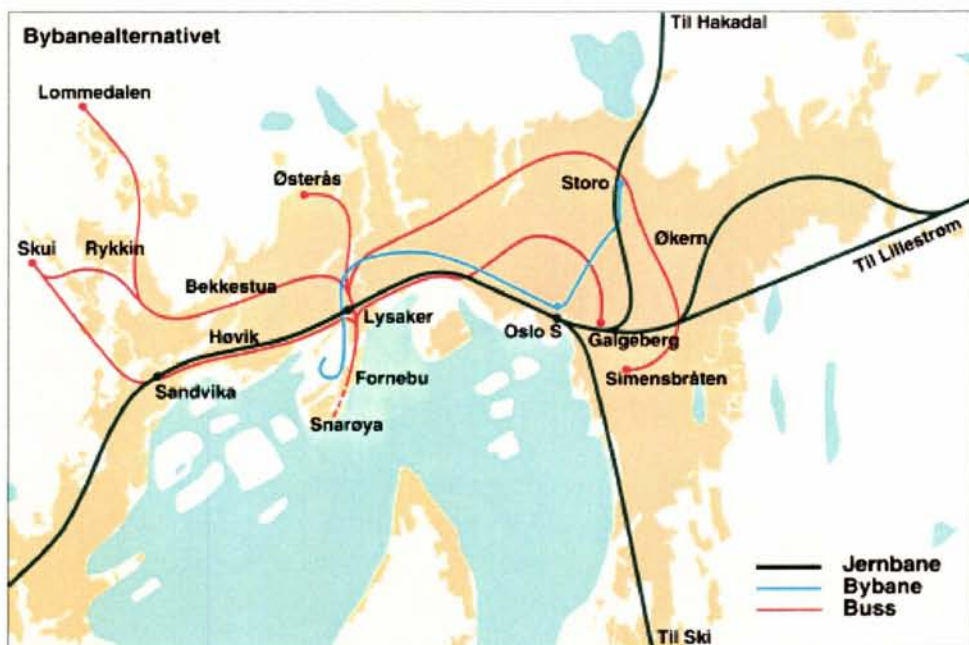 Bybanealternativet
Til Hakadal
Lommedalen
Østerås
Storo
Skui
Rykkin
Økern
Til Lillestrøm
Bekkestua
Høvik
Lysaker
Oslo S
Galgeberg
Sandvika
Fornebu
Simensbråten
Snarøya
Jernbane
Bybane
Buss
Til Ski